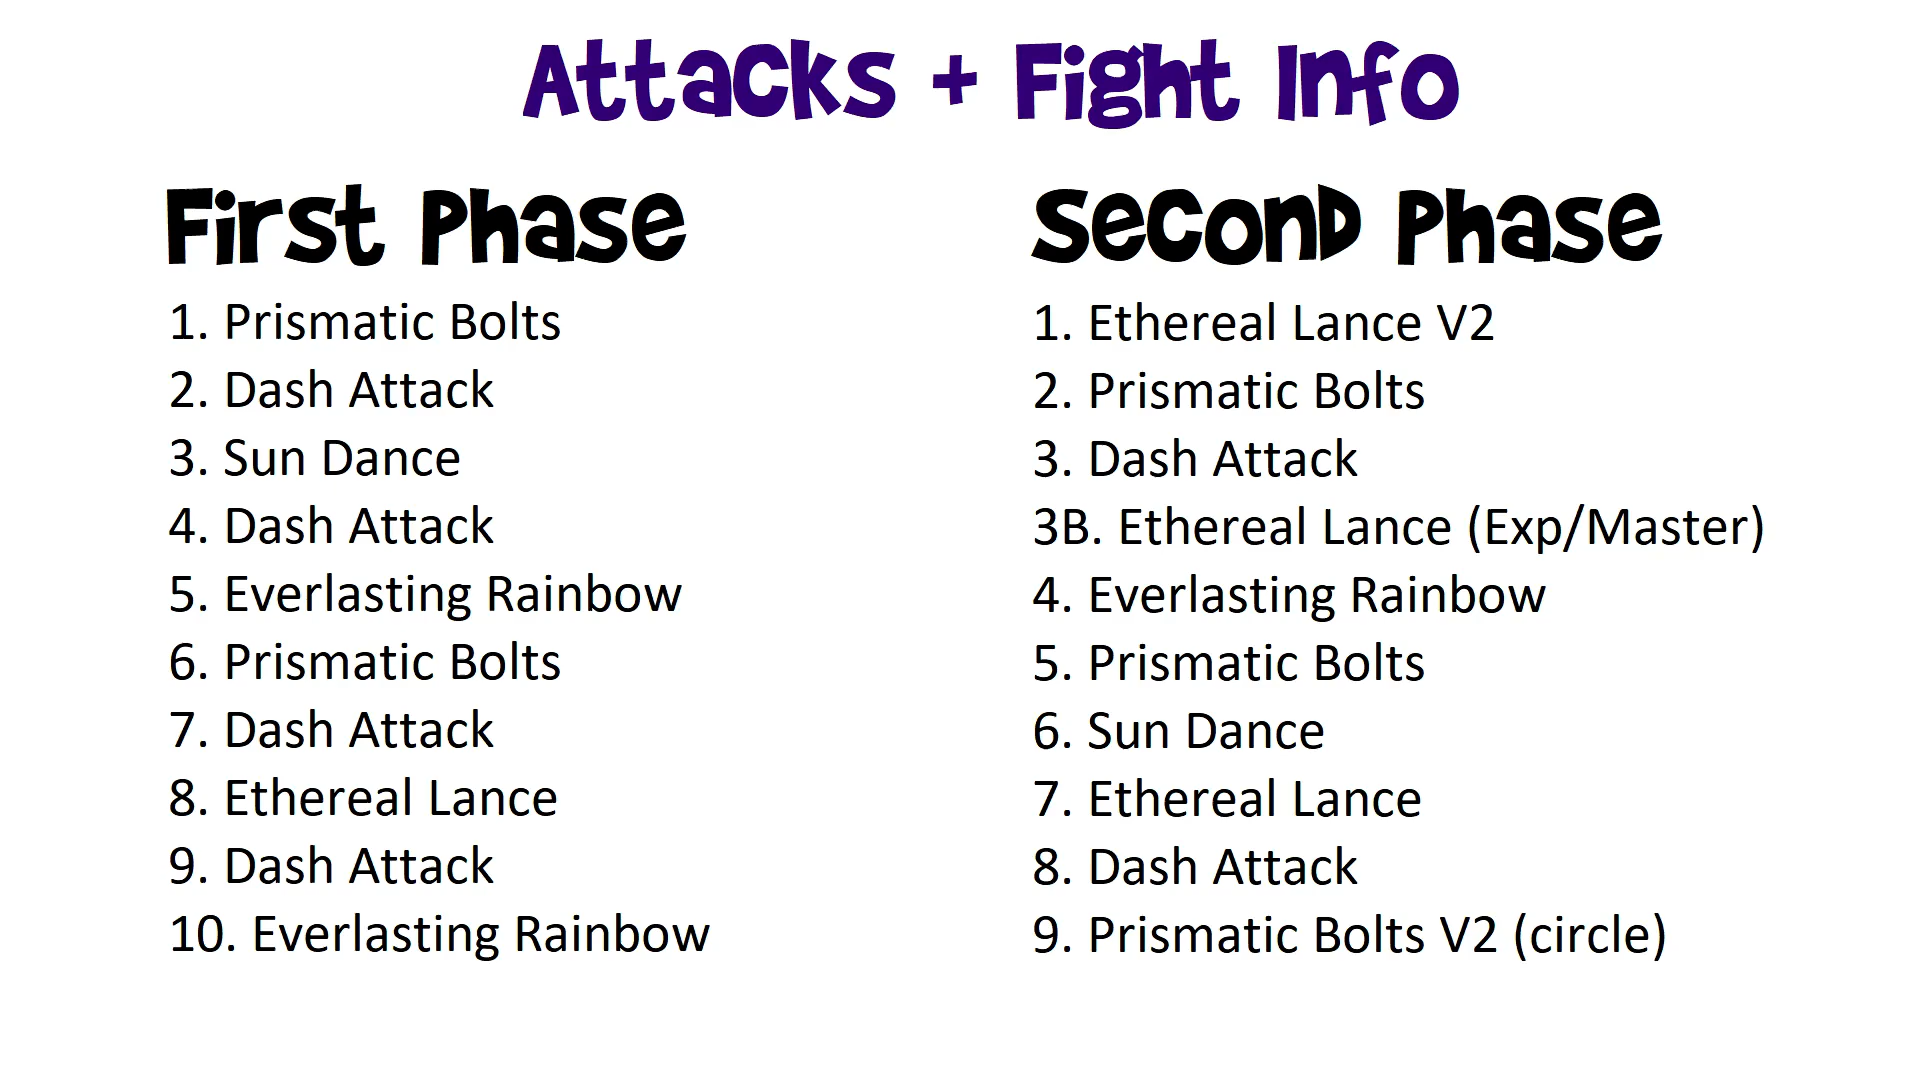 Attacks + Fight Info
First Phase
1. Prismatic Bolts
2. Dash Attack
3. Sun Dance
4. Dash Attack
5. Everlasting Rainbow
6. Prismatic Bolts
7. Dash Attack
8. Ethereal Lance
9. Dash Attack
10. Everlasting Rainbow
Second Phase
1. Ethereal Lance V2
2. Prismatic Bolts
3. Dash Attack
3B. Ethereal Lance (Exp/Master)
4. Everlasting Rainbow
5. Prismatic Bolts
6. Sun Dance
7. Ethereal Lance
8. Dash Attack
9. Prismatic Bolts V2 (circle)